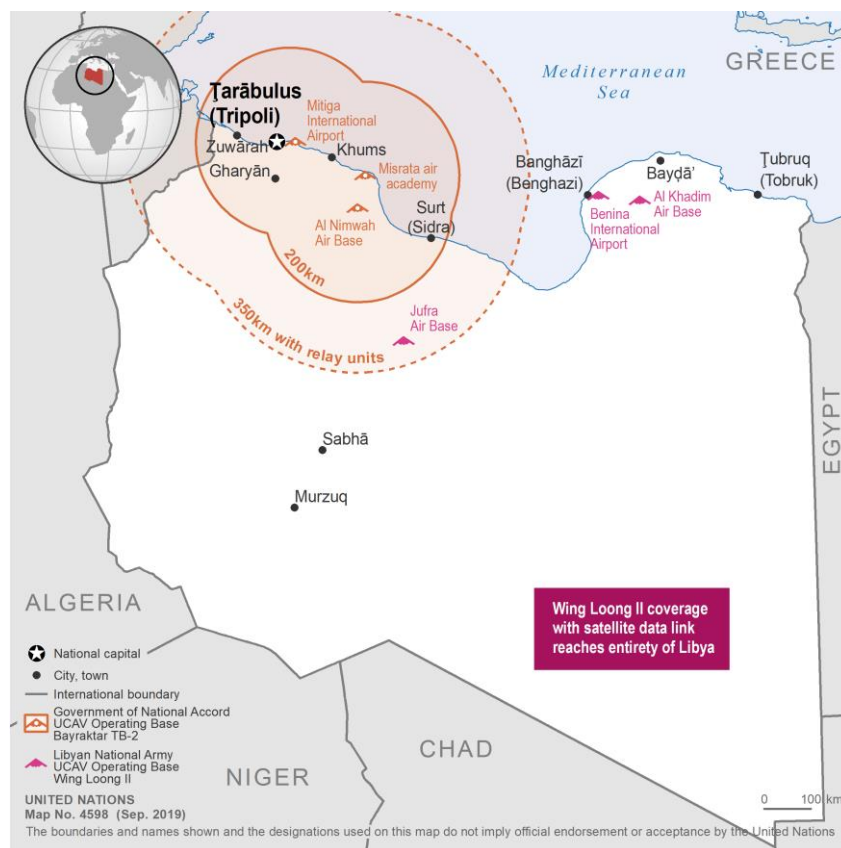 GREECE
Mediterranean
Sea
Ţarābulus
(Tripoli)
Mitiga
International
Airport
Zuwārah
Khums
Gharyān
Misrata air
academy
Al Nimwah
Air Base
Surt
(Sidra)
Banghāzī
(Benghazi)
Bayḑā’
Ţubruq
(Tobruk)
Benina
International
Airport
Al Khadim
Air Base
200km
350km with relay units
Jufra
Air Base
Sabhā
Murzuq
EGYPT
ALGERIA
Wing Loong II coverage
with satellite data link
reaches entirety of Libya
National capital
City, town
International boundary
Government of National Accord
UCAV Operating Base
Bayraktar TB-2
Libyan National Army
UCAV Operating Base
Wing Loong II
NIGER
CHAD
UNITED NATIONS
Map No. 4598 (Sep. 2019)
0 100 km
The boundaries and names shown and the designations used on this map do not imply official endorsement or acceptance by the United Nations